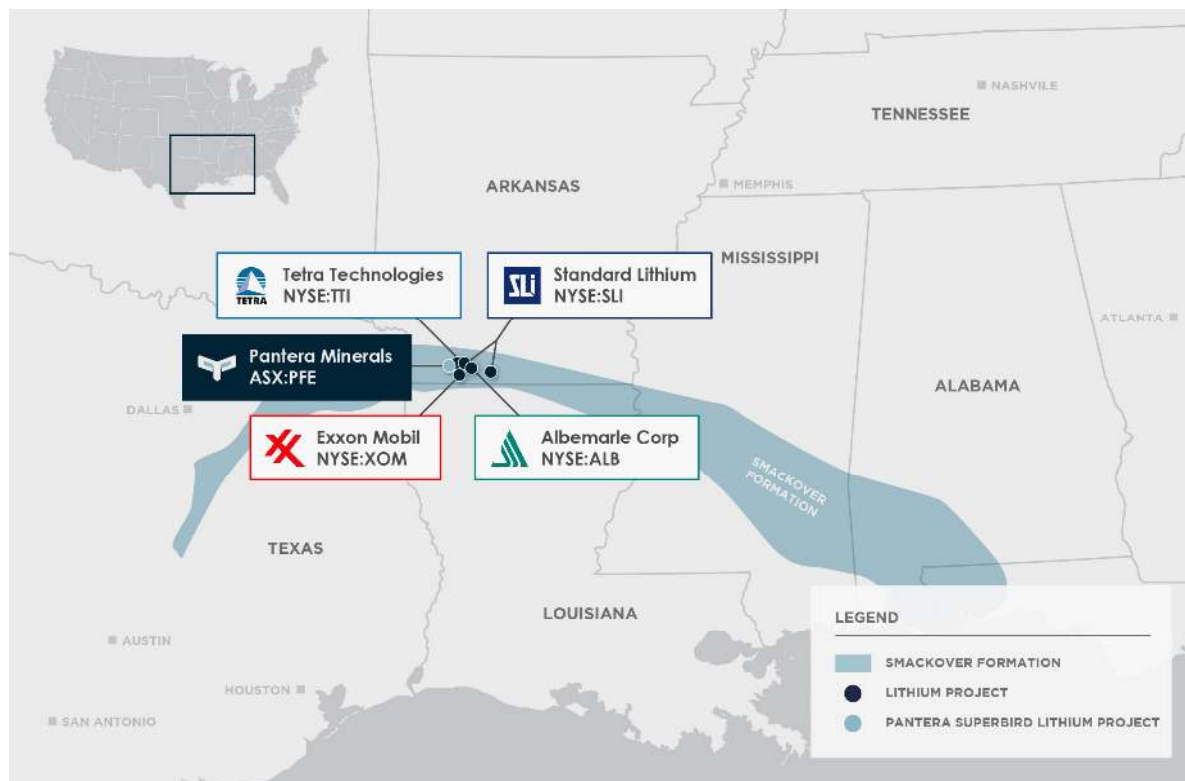 NASHVILE
TENNESSEE
ARKANSAS
MEMPHIS
MISSISSIPPI
TETRA
Tetra Technologies
NYSE:TTI
SLi
Standard Lithium
NYSE:SLI
ATLANTA
Pantera Minerals
ASX:PFE
ALABAMA
DALLAS
Exxon Mobil
NYSE:XOM
Albemarle Corp
NYSE:ALB
SMACKOVER
FORMATION
TEXAS
LOUISIANA
AUSTIN
HOUSTON
SAN ANTONIO
LEGEND
SMACKOVER FORMATION
LITHIUM PROJECT
PANTERA SUPERBIRD LITHIUM PROJECT